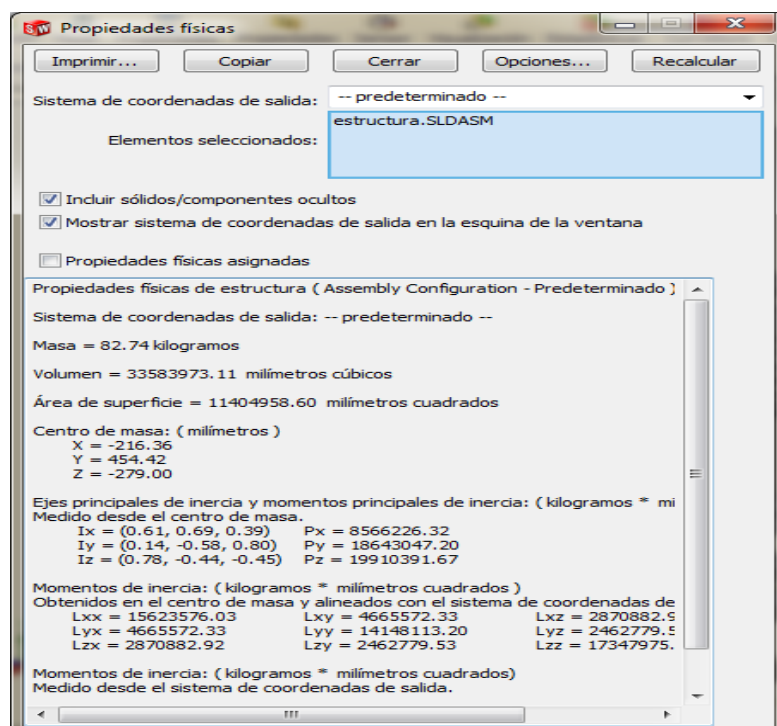 Propiedades físicas
Imprimir... Copiar Cerrar Opciones... Recalcular
Sistema de coordenadas de salida: -- predeterminado --
Elementos seleccionados: estructura.SLDASM
Incluir sólidos/componentes ocultos
Mostrar sistema de coordenadas de salida en la esquina de la ventana
Propiedades físicas asignadas
Propiedades físicas de estructura ( Assembly Configuration - Predeterminado )
Sistema de coordenadas de salida: -- predeterminado --
Masa = 82.74 kilogramos
Volumen = 33583973.11 milímetros cúbicos
Área de superficie = 11404958.60 milímetros cuadrados
Centro de masa: ( milímetros )
X = -216.36
Y = 454.42
Z = -279.00
Ejes principales de inercia y momentos principales de inercia: ( kilogramos * mi
Medido desde el centro de masa.
Ix = (0.61, 0.69, 0.39) Px = 8566226.32
Iy = (0.14, -0.58, 0.80) Py = 18643047.20
Iz = (0.78, -0.44, -0.45) Pz = 19910391.67
Momentos de inercia: ( kilogramos * milímetros cuadrados )
Obtenidos en el centro de masa y alineados con el sistema de coordenadas de
Lxx = 15623576.03 Lxy = 4665572.33 Lxz = 2870882.9
Lyx = 4665572.33 Lyy = 14148113.20 Lyz = 2462779.5
Lzx = 2870882.92 Lzy = 2462779.53 Lzz = 17347975.
Momentos de inercia: ( kilogramos * milímetros cuadrados)
Medido desde el sistema de coordenadas de salida.